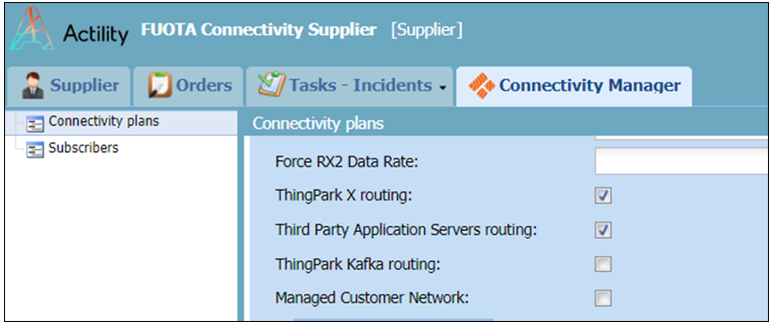 Actility FUOTA Connectivity Supplier [Supplier]
Supplier Orders Tasks - Incidents Connectivity Manager
Connectivity plans
Subscribers
Connectivity plans
Force RX2 Data Rate:
ThingPark X routing:
Third Party Application Servers routing:
ThingPark Kafka routing:
Managed Customer Network: